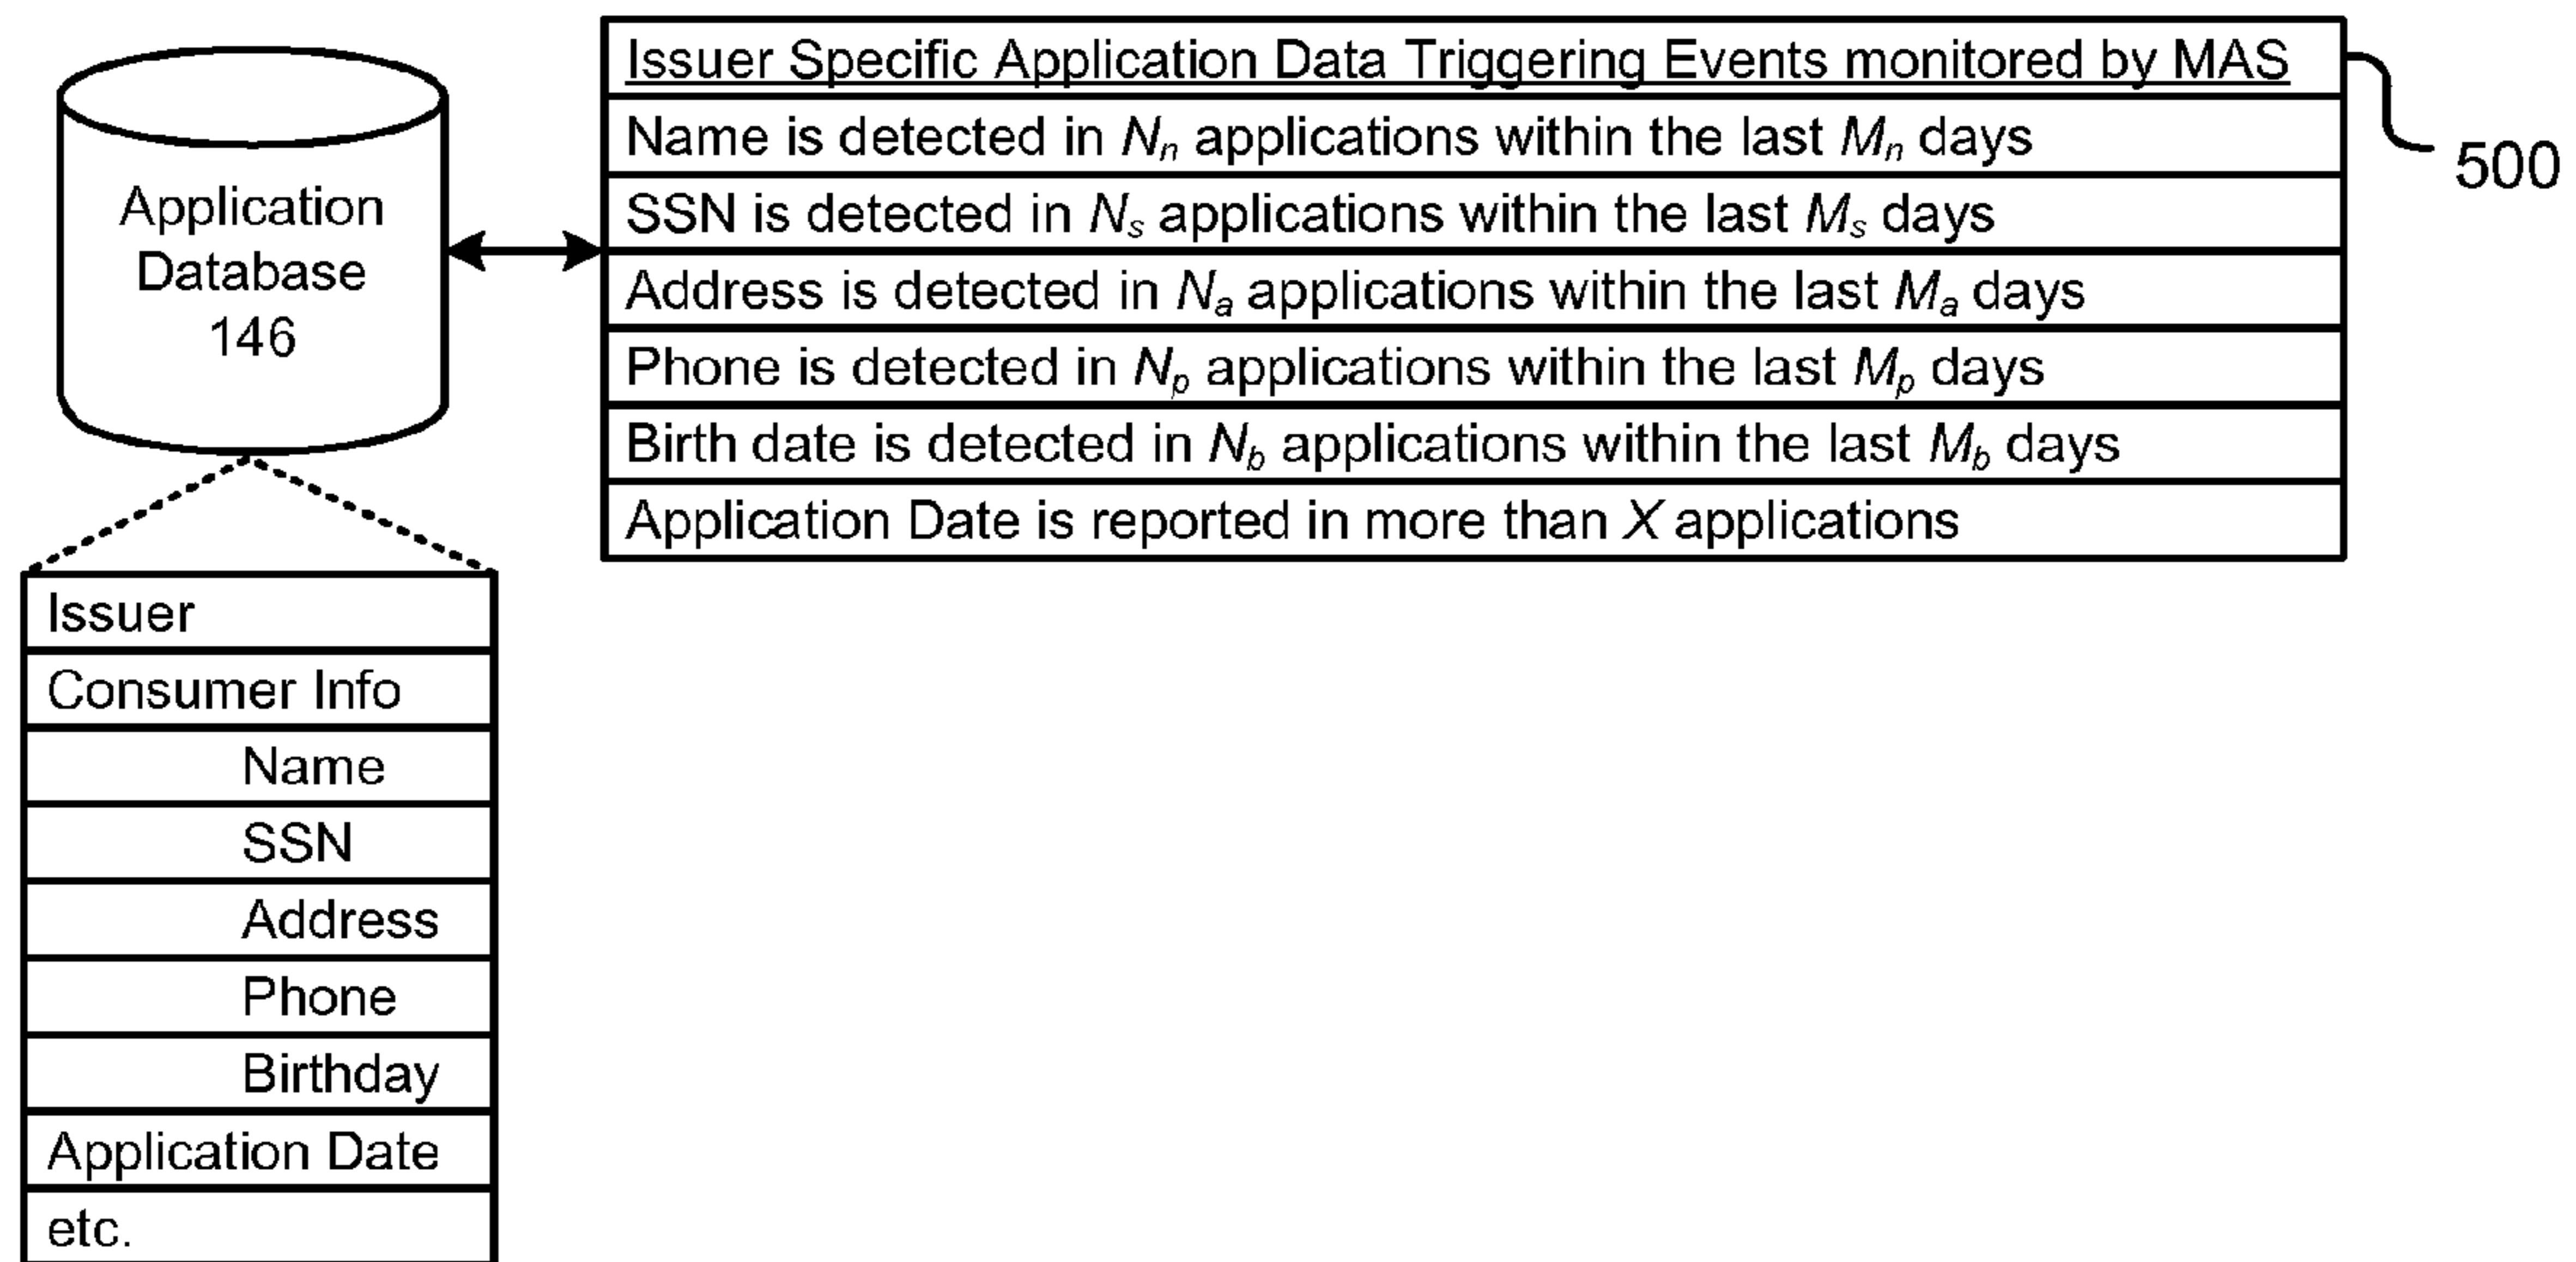 Application
Database
146
Issuer Specific Application Data Triggering Events monitored by MAS
Name is detected in Nn applications within the last Mn days
SSN is detected in Ns applications within the last Ms days
Address is detected in Na applications within the last Ma days
Phone is detected in Np applications within the last Mp days
Birth date is detected in Nb applications within the last Mb days
Application Date is reported in more than X applications
500
Issuer
Consumer Info
Name
SSN
Address
Phone
Birthday
Application Date
etc.